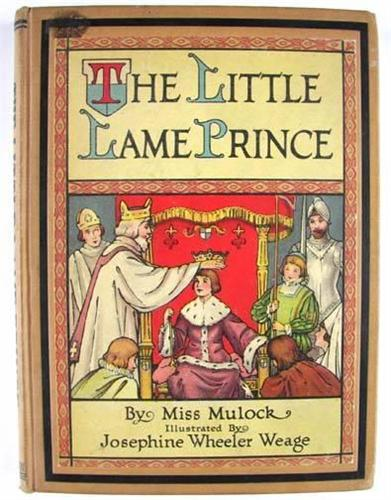 THE LITTLE
LAME PRINCE
By Miss Mulock
Illustrated By
Josephine Wheeler Weage